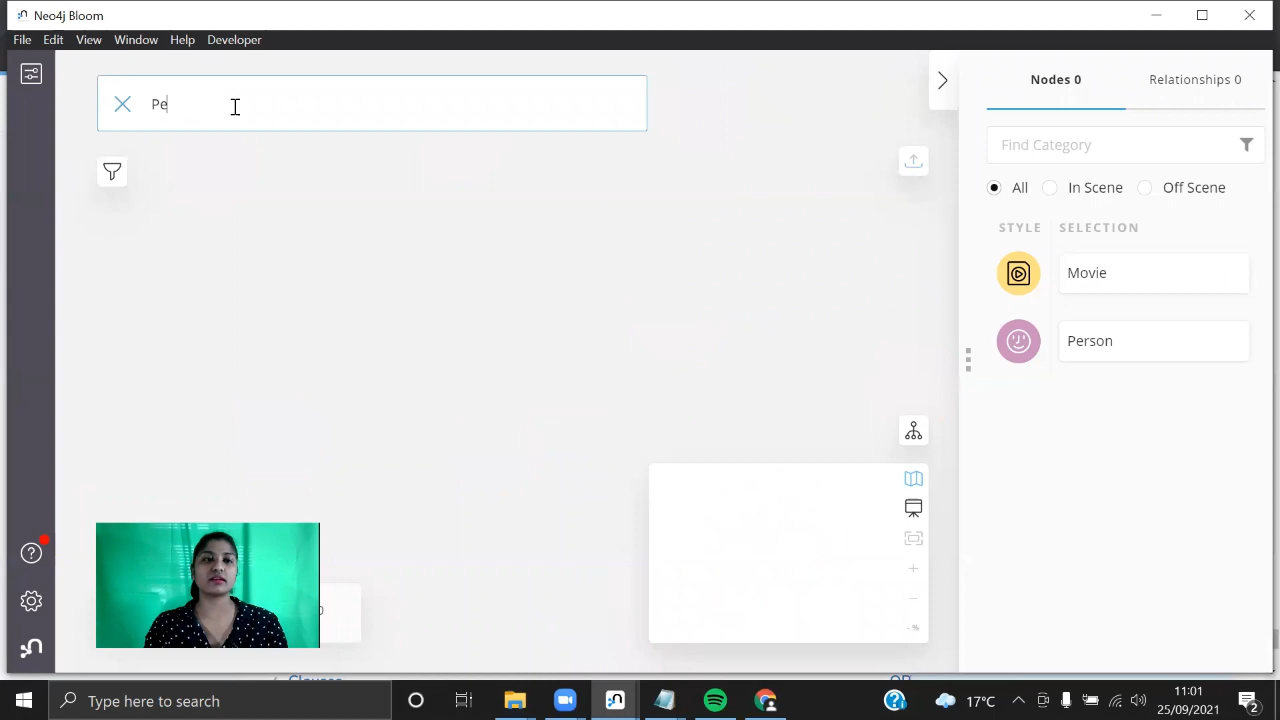 Neo4j Bloom
File Edit View Window Help Developer
Pe
Nodes 0
Relationships 0
Find Category
All
In Scene
Off Scene
STYLE
SELECTION
Movie
Person
- %
Type here to search
17°C
11:01
25/09/2021
2